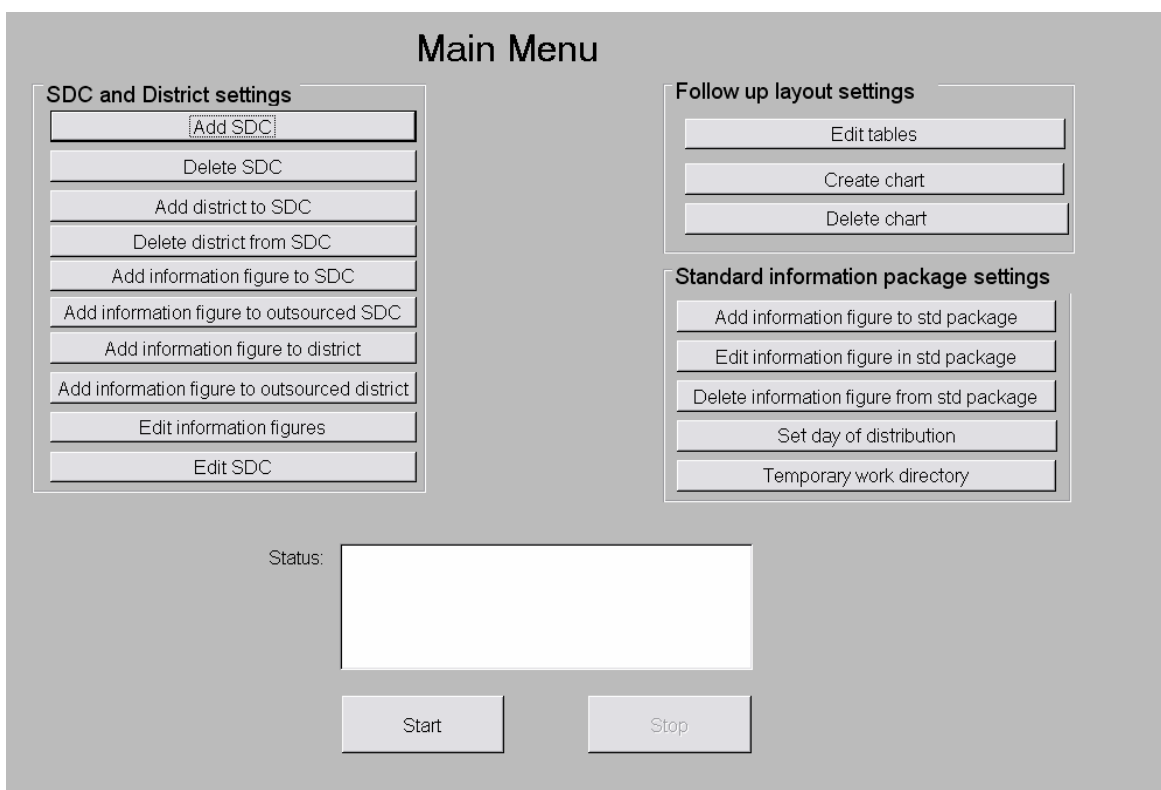 Main Menu
SDC and District settings
Add SDC
Delete SDC
Add district to SDC
Delete district from SDC
Add information figure to SDC
Add information figure to outsourced SDC
Add information figure to district
Add information figure to outsourced district
Edit information figures
Edit SDC
Follow up layout settings
Edit tables
Create chart
Delete chart
Standard information package settings
Add information figure to std package
Edit information figure in std package
Delete information figure from std package
Set day of distribution
Temporary work directory
Status:
Start
Stop